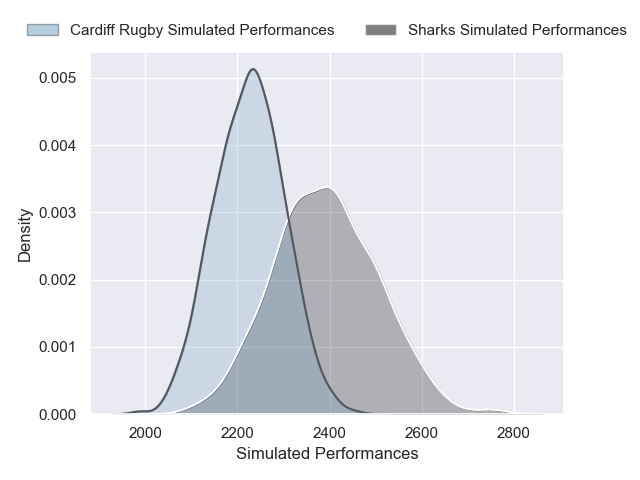 Cardiff Rugby Simulated Performances
Sharks Simulated Performances
0.005
0.004
0.003
0.002
0.001
0.000
Density
2000
2200
2400
2600
2800
Simulated Performances